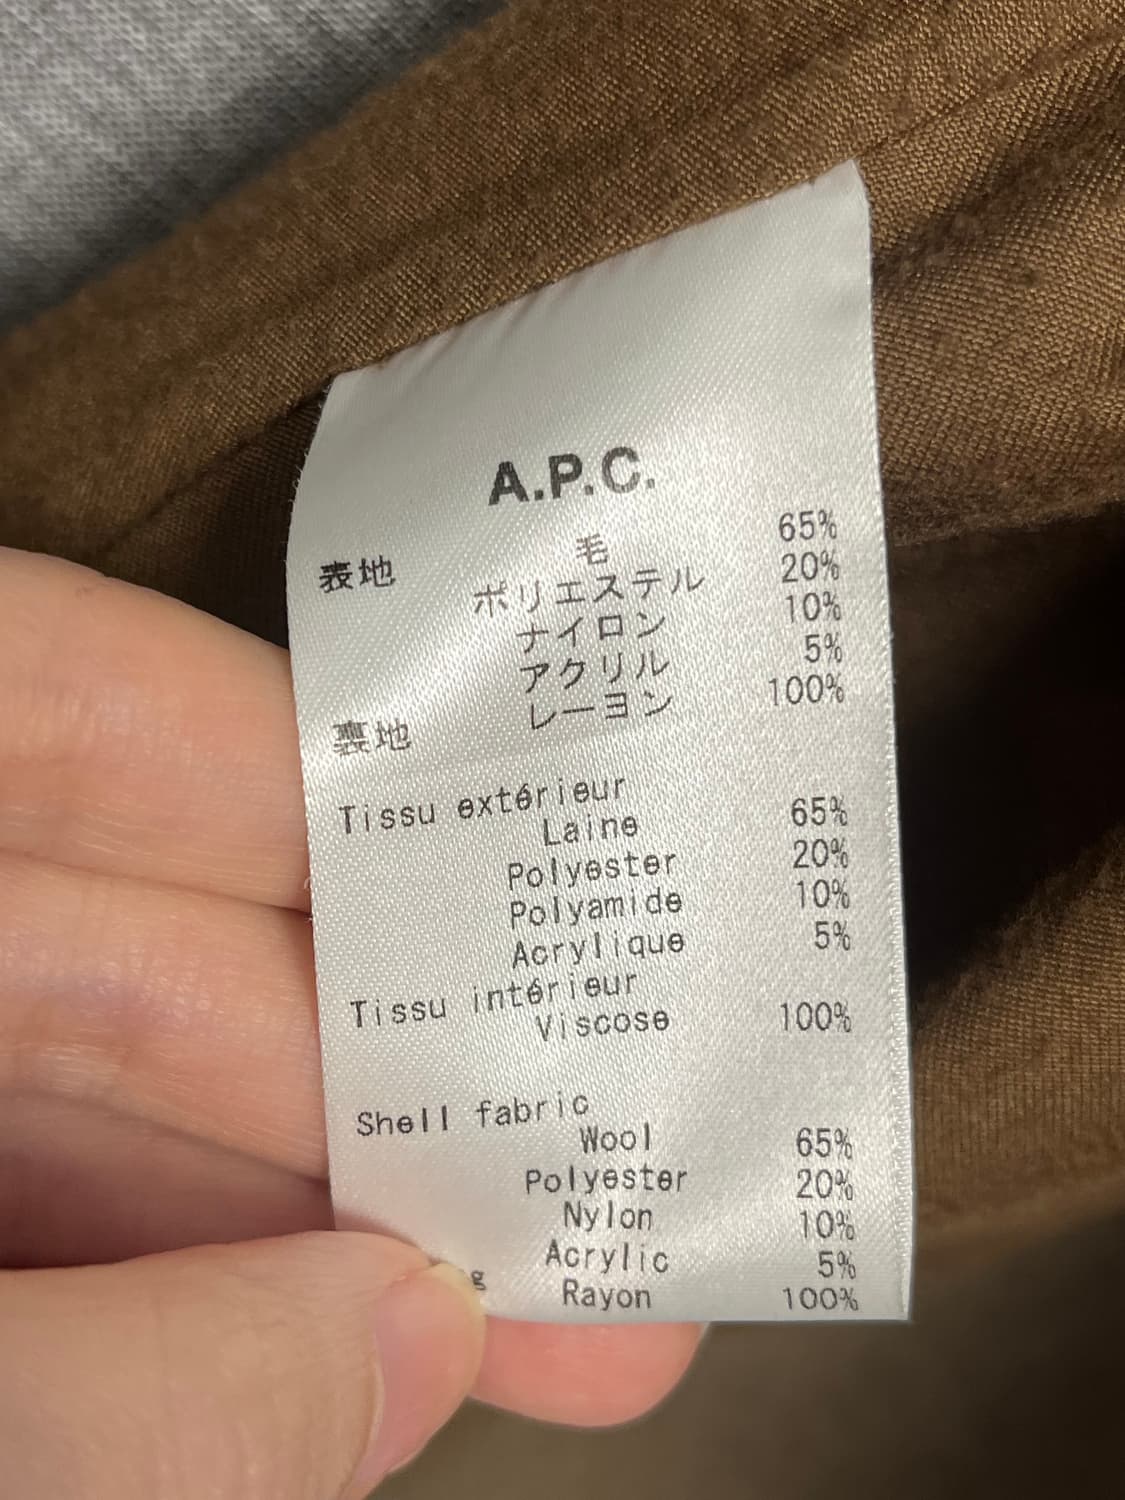 A.P.C.
表地 毛 65%
ポリエステル 20%
ナイロン 10%
アクリル 5%
裏地 レーヨン 100%
Tissu extérieur
Laine 65%
Polyester 20%
Polyamide 10%
Acrylique 5%
Tissu intérieur
Viscose 100%
Shell fabric
Wool 65%
Polyester 20%
Nylon 10%
Acrylic 5%
Rayon 100%